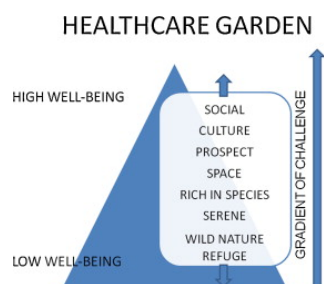 HEALTHCARE GARDEN
HIGH WELL-BEING
SOCIAL
CULTURE
PROSPECT
SPACE
RICH IN SPECIES
SERENE
WILD NATURE
REFUGE
LOW WELL-BEING
GRADIENT OF CHALLENGE